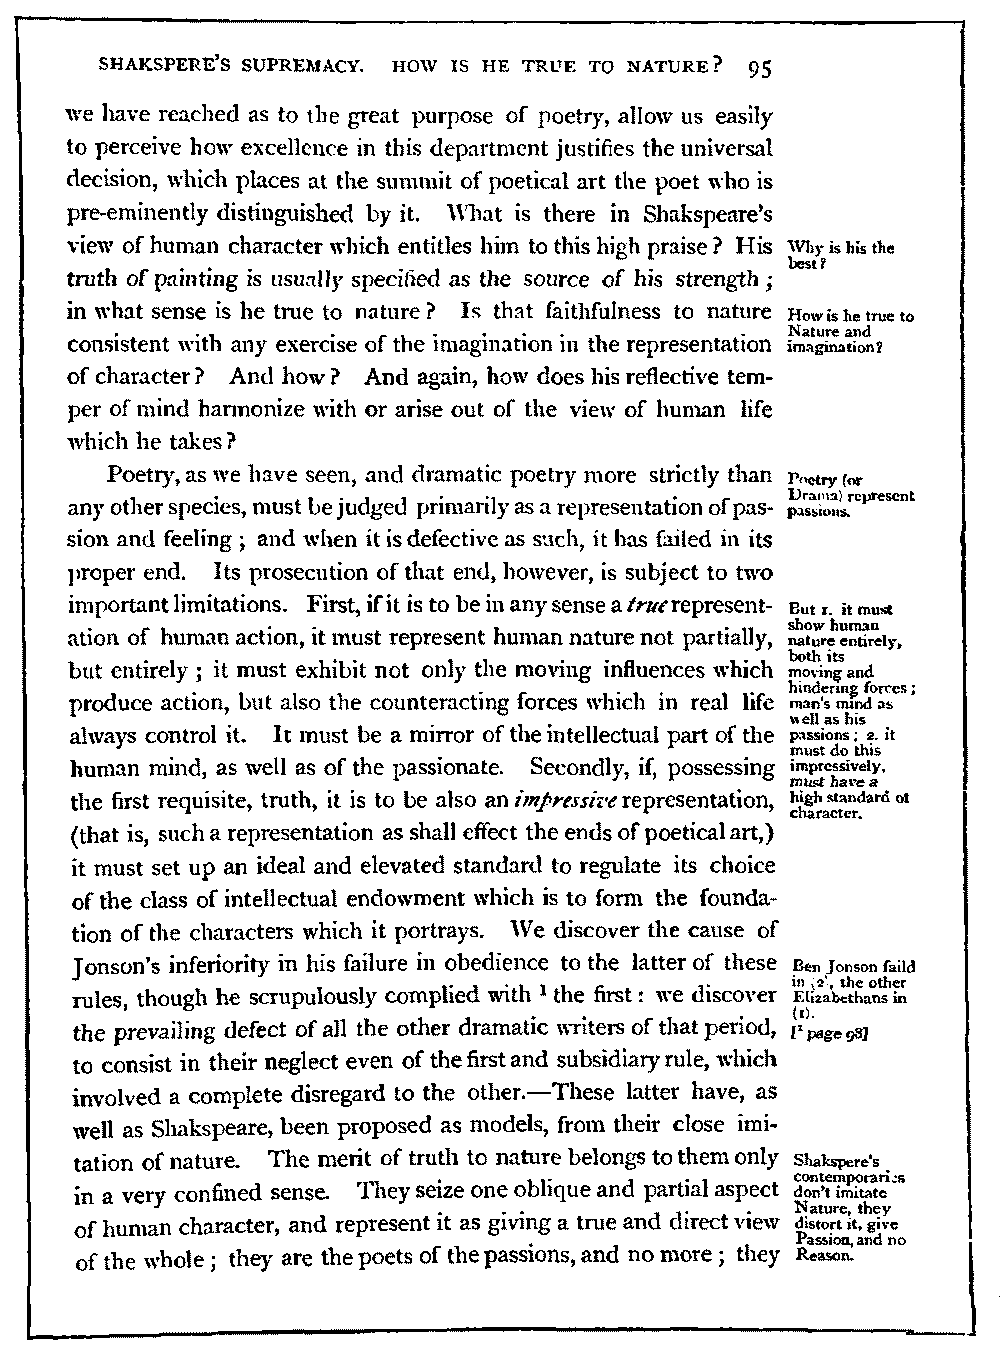 SHAKSPERE'S SUPREMACY. HOW IS HE TRUE TO NATURE? 95
we have reached as to the great purpose of poetry, allow us easily
to perceive how excellence in this department justifies the universal
decision, which places at the summit of poetical art the poet who is
pre-eminently distinguished by it. What is there in Shakspeare's
view of human character which entitles him to this high praise? His
truth of painting is usually specified as the source of his strength;
in what sense is he true to nature? Is that faithfulness to nature
consistent with any exercise of the imagination in the representation
of character? And how? And again, how does his reflective tem-
per of mind harmonize with or arise out of the view of human life
which he takes?
Poetry, as we have seen, and dramatic poetry more strictly than
any other species, must be judged primarily as a representation of pas-
sion and feeling; and when it is defective as such, it has failed in its
proper end. Its prosecution of that end, however, is subject to two
important limitations. First, if it is to be in any sense a true represent-
ation of human action, it must represent human nature not partially,
but entirely; it must exhibit not only the moving influences which
produce action, but also the counteracting forces which in real life
always control it. It must be a mirror of the intellectual part of the
human mind, as well as of the passionate. Secondly, if, possessing
the first requisite, truth, it is to be also an impressive representation,
(that is, such a representation as shall effect the ends of poetical art,)
it must set up an ideal and elevated standard to regulate its choice
of the class of intellectual endowment which is to form the founda-
tion of the characters which it portrays. We discover the cause of
Jonson's inferiority in his failure in obedience to the latter of these
rules, though he scrupulously complied with ¹ the first: we discover
the prevailing defect of all the other dramatic writers of that period,
to consist in their neglect even of the first and subsidiary rule, which
involved a complete disregard to the other.—These latter have, as
well as Shakspeare, been proposed as models, from their close imi-
tation of nature. The merit of truth to nature belongs to them only
in a very confined sense. They seize one oblique and partial aspect
of human character, and represent it as giving a true and direct view
of the whole; they are the poets of the passions, and no more; they
Why is his the
best?
How is he true to
Nature and
imagination?
Poetry (or
Drama) represent
passions.
But 1. it must
show human
nature entirely,
both its
moving and
hindering forces;
man's mind as
well as his
passions; 2. it
must do this
impressively,
must have a
high standard of
character.
Ben Jonson faild
in (2), the other
Elizabethans in
(1).
[¹ page 98]
Shakspere's
contemporaries
don't imitate
Nature, they
distort it, give
Passion, and no
Reason.